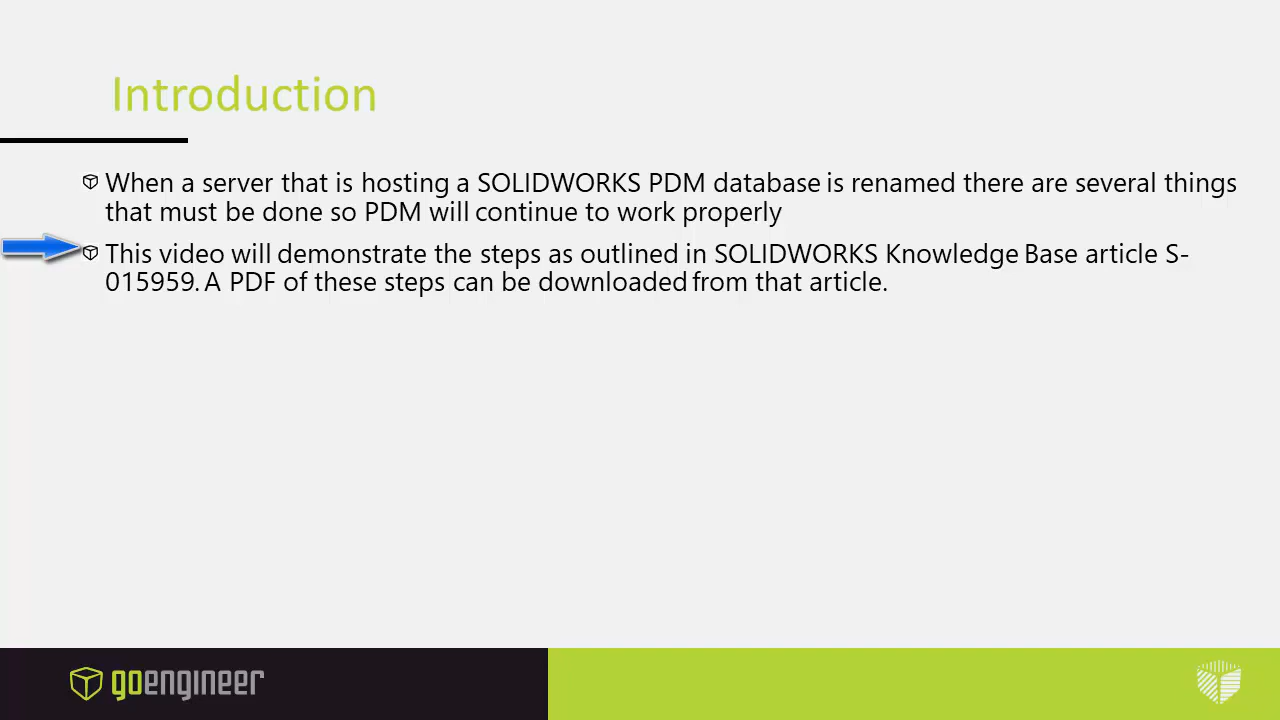 Introduction
When a server that is hosting a SOLIDWORKS PDM database is renamed there are several things
that must be done so PDM will continue to work properly
This video will demonstrate the steps as outlined in SOLIDWORKS Knowledge Base article S-
015959. A PDF of these steps can be downloaded from that article.
goengineer